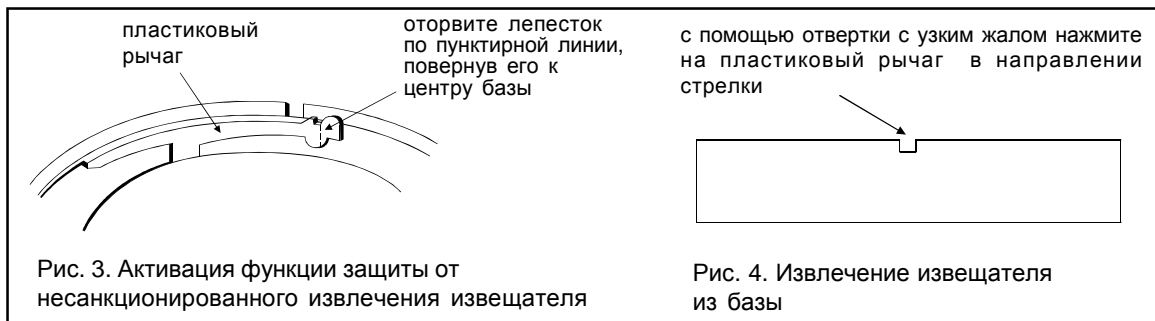 пластиковый
рычаг
оторвите лепесток
по пунктирной линии,
повернув его к
центру базы
Рис. 3. Активация функции защиты от
несанкционированного извлечения извещателя
с помощью отвертки с узким жалом нажмите
на пластиковый рычаг в направлении
стрелки
Рис. 4. Извлечение извещателя
из базы